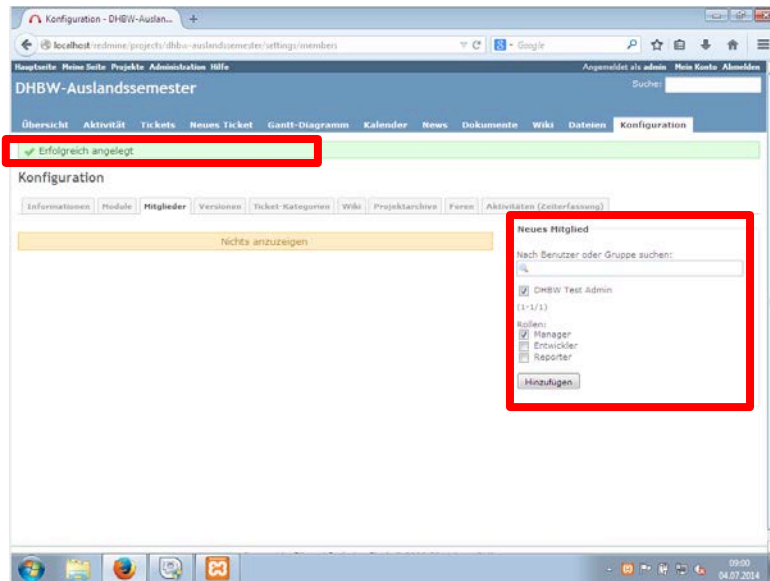 Konfiguration - DHBW-Auslan...
localhost/redmine/projects/dhbw-auslandssemester/settings/members
Google
Hauptseite Meine Seite Projekte Administration Hilfe
Angemeldet als admin Mein Konto Abmelden
DHBW-Auslandssemester
Suche:
Übersicht Aktivität Tickets Neues Ticket Gantt-Diagramm Kalender News Dokumente Wiki Dateien Konfiguration
Erfolgreich angelegt
Konfiguration
Informationen Module Mitglieder Versionen Ticket-Kategorien Wiki Projektarchive Foren Aktivitäten (Zeiterfassung)
Nichts anzuzeigen
Neues Mitglied
Nach Benutzer oder Gruppe suchen:
DHBW Test Admin
(1-1/1)
Rollen:
Manager
Entwickler
Reporter
Hinzufügen
09:00
04.07.2014